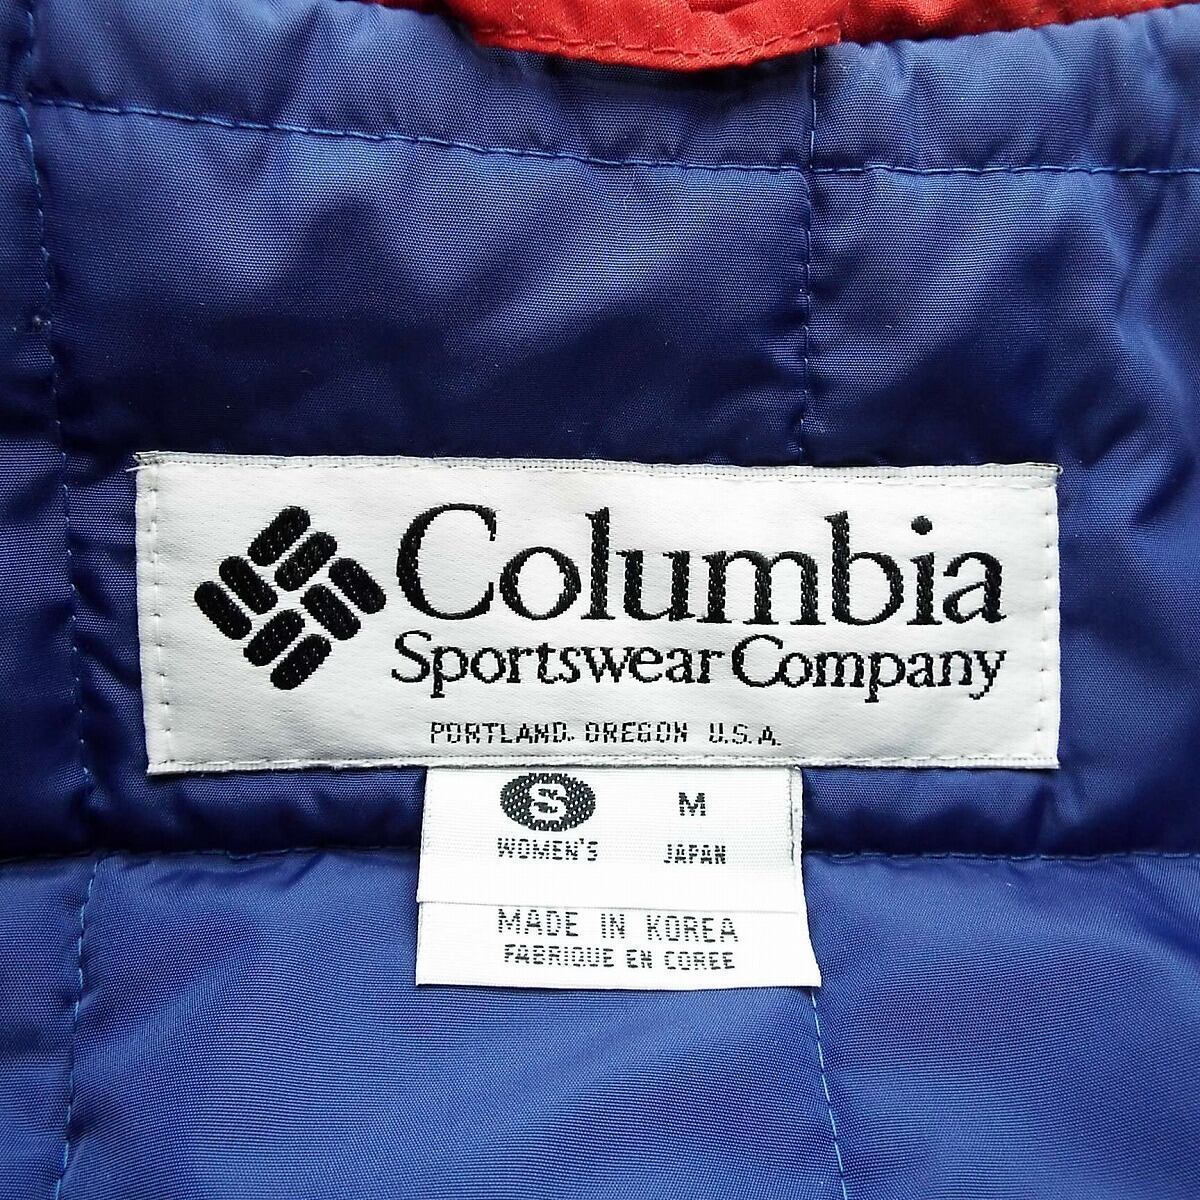 Columbia
Sportswear Company
PORTLAND. OREGON U.S.A.
S M
WOMEN'S JAPAN
MADE IN KOREA
FABRIQUE EN COREE